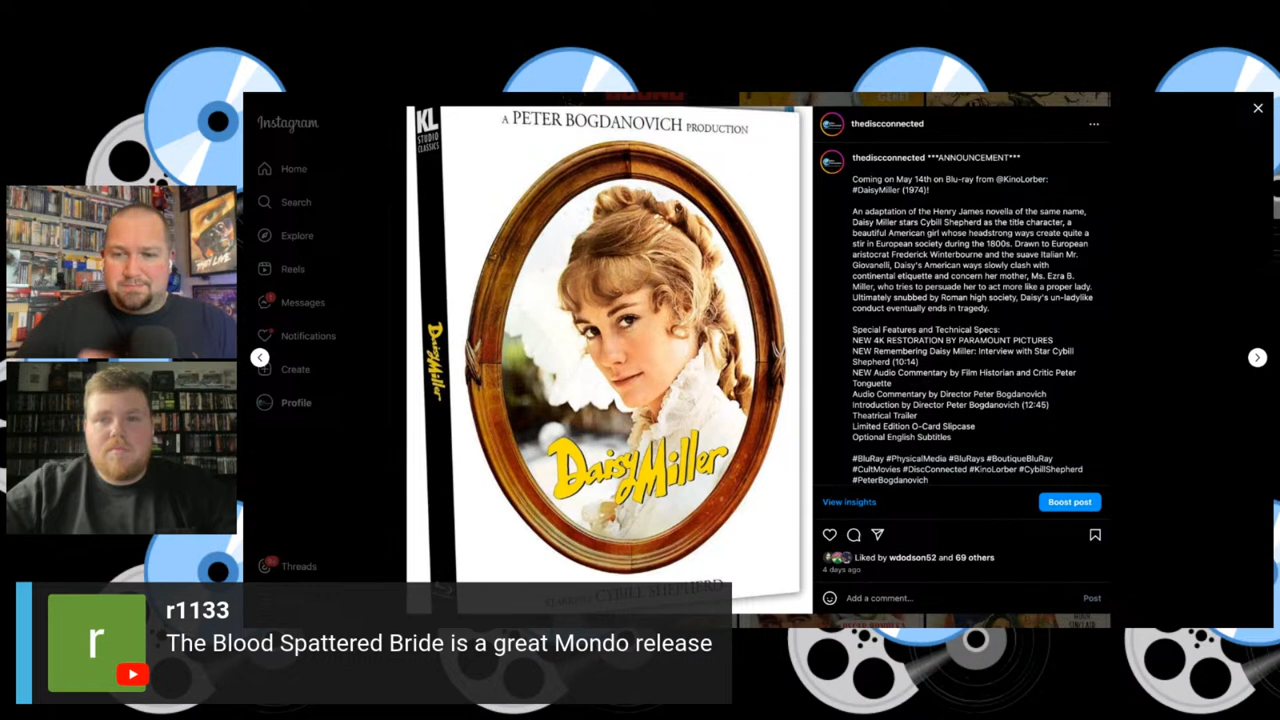 Instagram
Home
Search
Explore
Reels
Messages
Notifications
Create
Profile
Threads
KL
STUDIO
CLASSICS
Daisy Miller
A PETER BOGDANOVICH PRODUCTION
Daisy Miller
STARRING CYBILL SHEPHERD
thediscconnected
thediscconnected ***ANNOUNCEMENT***
Coming on May 14th on Blu-ray from @KinoLorber:
#DaisyMiller (1974)!
An adaptation of the Henry James novella of the same name,
Daisy Miller stars Cybill Shepherd as the title character, a
beautiful American girl whose headstrong ways create quite a
stir in European society during the 1800s. Drawn to European
aristocrat Frederick Winterbourne and the suave Italian Mr.
Giovanelli, Daisy's American ways slowly clash with
continental etiquette and concern her mother, Ms. Ezra B.
Miller, who tries to persuade her to act more like a proper lady.
Ultimately snubbed by Roman high society, Daisy's un-ladylike
conduct eventually ends in tragedy.
Special Features and Technical Specs:
NEW 4K RESTORATION BY PARAMOUNT PICTURES
NEW Remembering Daisy Miller: Interview with Star Cybill
Shepherd (10:14)
NEW Audio Commentary by Film Historian and Critic Peter
Tonguette
Audio Commentary by Director Peter Bogdanovich
Introduction by Director Peter Bogdanovich (12:45)
Theatrical Trailer
Limited Edition O-Card Slipcase
Optional English Subtitles
#BluRay #PhysicalMedia #BluRays #BoutiqueBluRay
#CultMovies #DiscConnected #KinoLorber #CybillShepherd
#PeterBogdanovich
View insights
Boost post
Liked by wdodson52 and 69 others
4 days ago
Add a comment...
Post
r
r1133
The Blood Spattered Bride is a great Mondo release